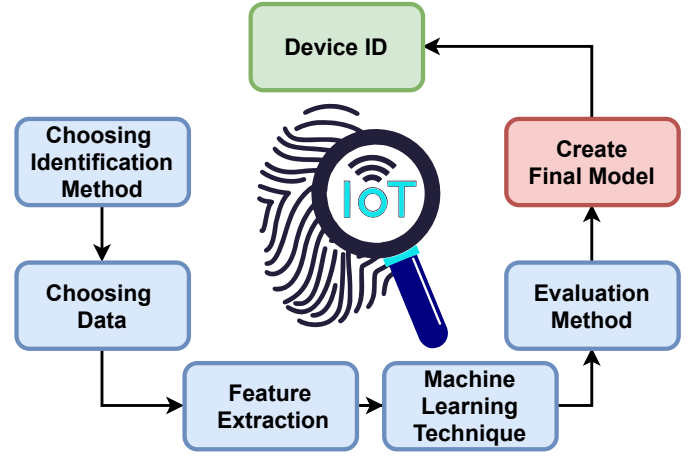 Device ID
Choosing
Identification
Method
Create
Final Model
IoT
Choosing
Data
Evaluation
Method
Feature
Extraction
Machine
Learning
Technique